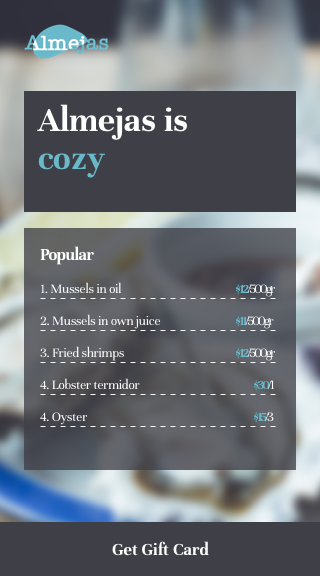 Almejas
Almejas is
cozy
Popular
1. Mussels in oil $12/500gr
2. Mussels in own juice $11/500gr
3. Fried shrimps $12/500gr
4. Lobster termidor $30/1
4. Oyster $15/3
Get Gift Card